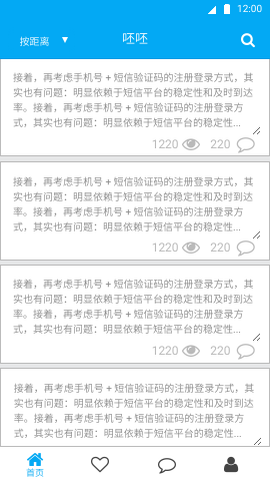 12:00
按距离 ▼
呸呸
接着，再考虑手机号 + 短信验证码的注册登录方式，其
实也有问题：明显依赖于短信平台的稳定性和及时到达
率。接着，再考虑手机号 + 短信验证码的注册登录方
式，其实也有问题：明显依赖于短信平台的稳定性...
1220 220
接着，再考虑手机号 + 短信验证码的注册登录方式，其
实也有问题：明显依赖于短信平台的稳定性和及时到达
率。接着，再考虑手机号 + 短信验证码的注册登录方
式，其实也有问题：明显依赖于短信平台的稳定性...
1220 220
接着，再考虑手机号 + 短信验证码的注册登录方式，其
实也有问题：明显依赖于短信平台的稳定性和及时到达
率。接着，再考虑手机号 + 短信验证码的注册登录方
式，其实也有问题：明显依赖于短信平台的稳定性...
1220 220
接着，再考虑手机号 + 短信验证码的注册登录方式，其
实也有问题：明显依赖于短信平台的稳定性和及时到达
率。接着，再考虑手机号 + 短信验证码的注册登录方
式，其实也有问题：明显依赖于短信平台的稳定性...
首页